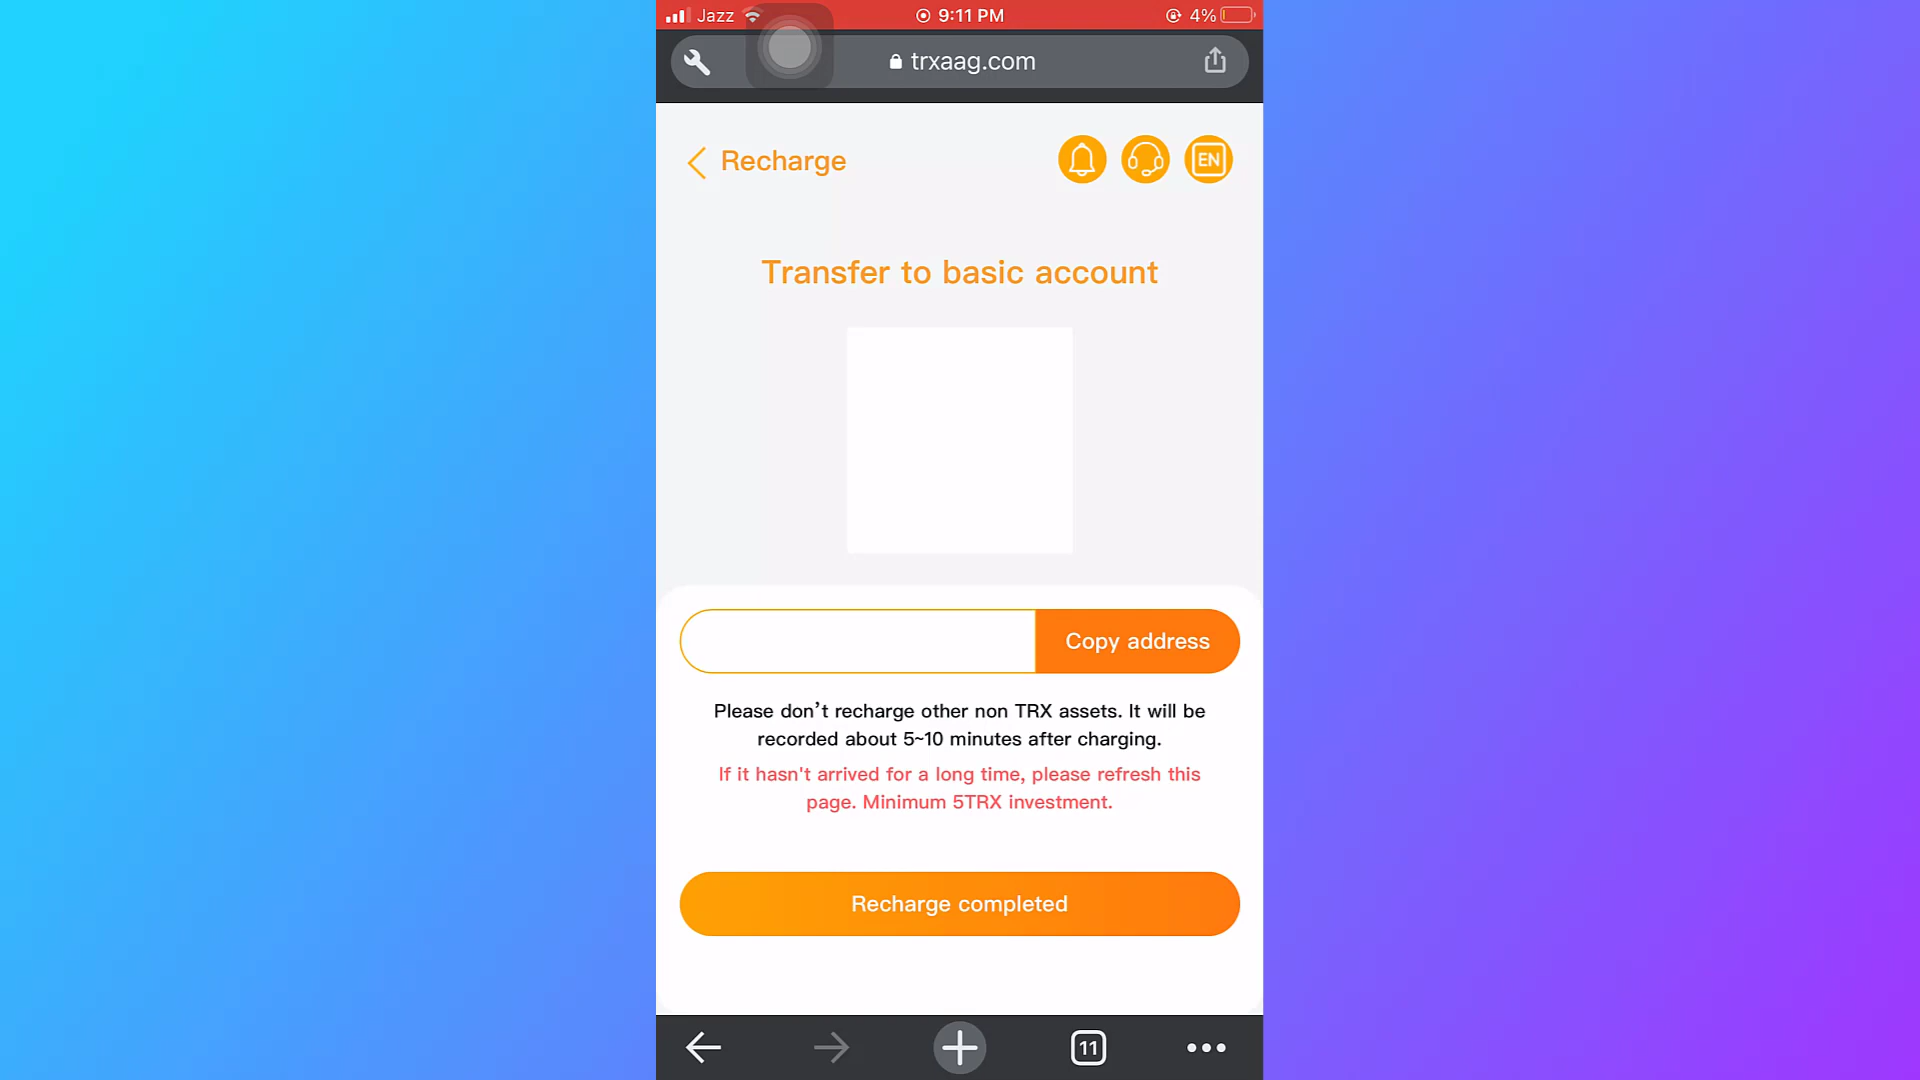 Jazz 9:11 PM 4%
trxaag.com
Recharge EN
Transfer to basic account
Copy address
Please don’t recharge other non TRX assets. It will be
recorded about 5~10 minutes after charging.
If it hasn't arrived for a long time, please refresh this
page. Minimum 5TRX investment.
Recharge completed
11